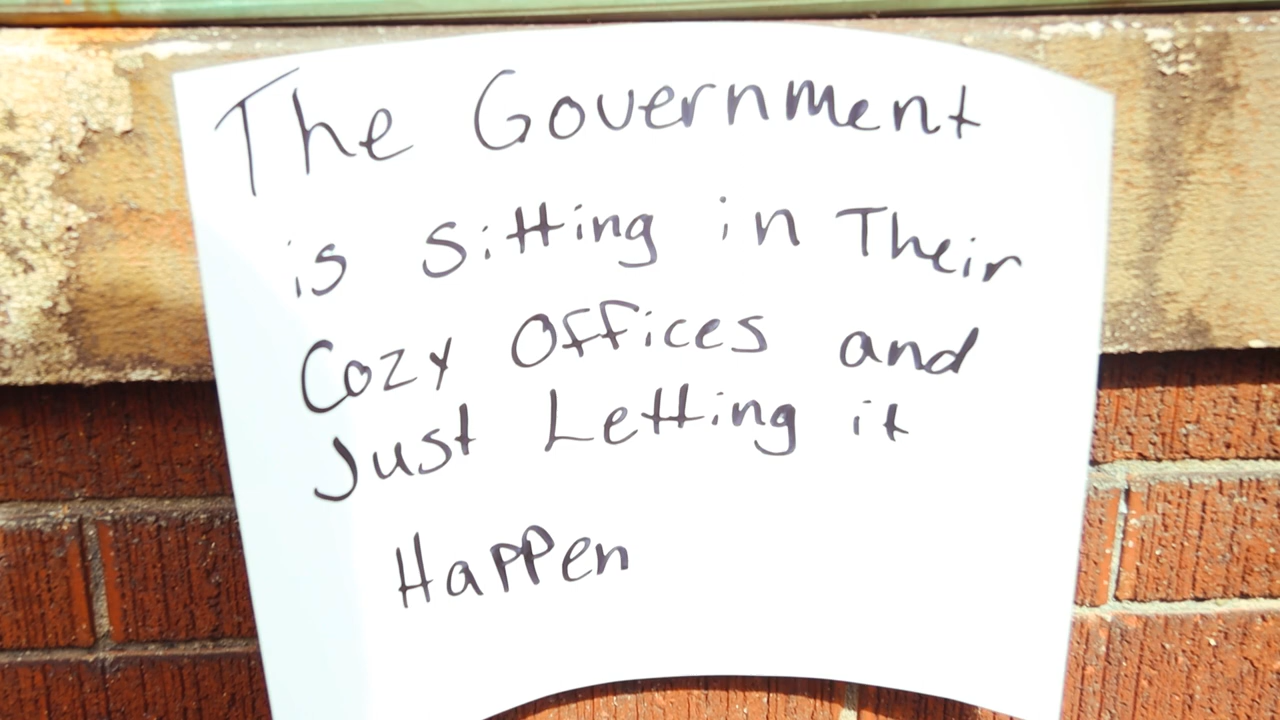 The Government
is Sitting in Their
Cozy Offices and
Just Letting it
Happen